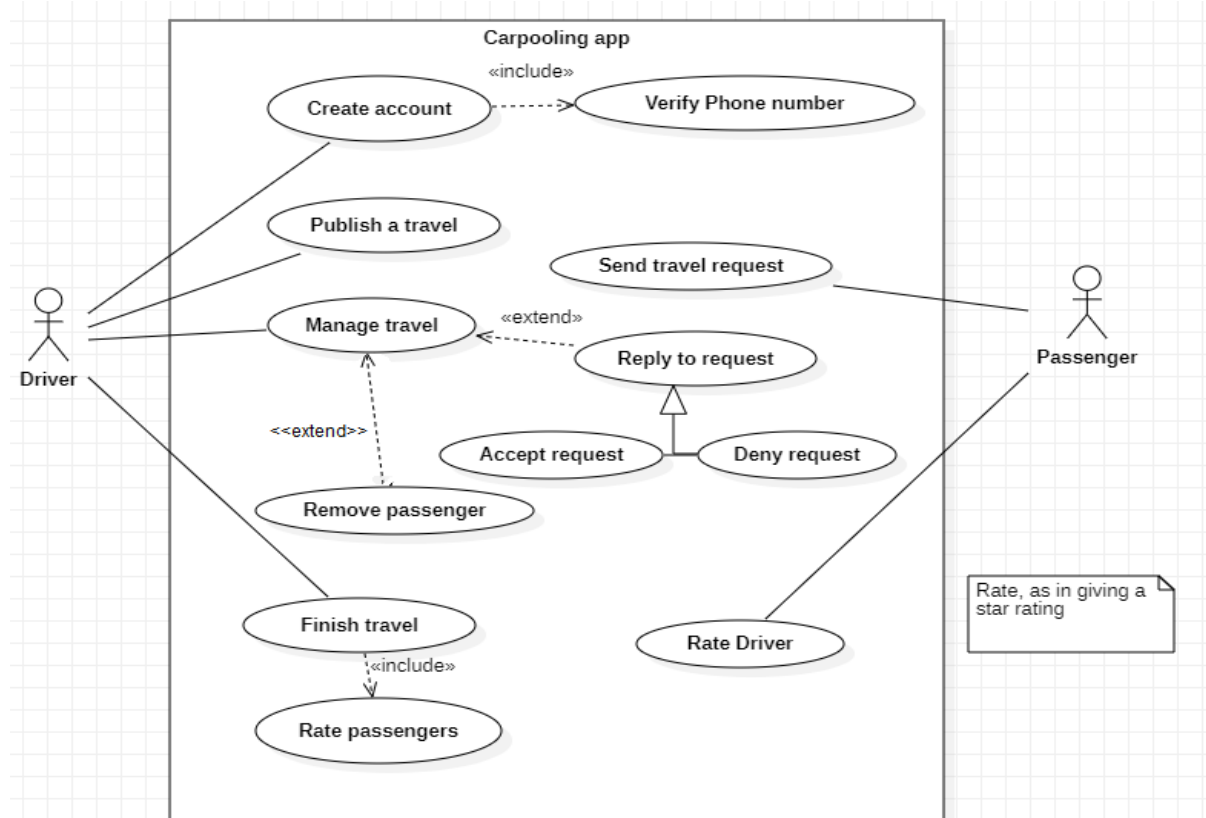 Carpooling app
«include»
Create account
Verify Phone number
Publish a travel
Send travel request
Manage travel
«extend»
Reply to request
Driver
Passenger
<<extend>>
Accept request
Deny request
Remove passenger
Rate, as in giving a
star rating
Finish travel
Rate Driver
«include»
Rate passengers